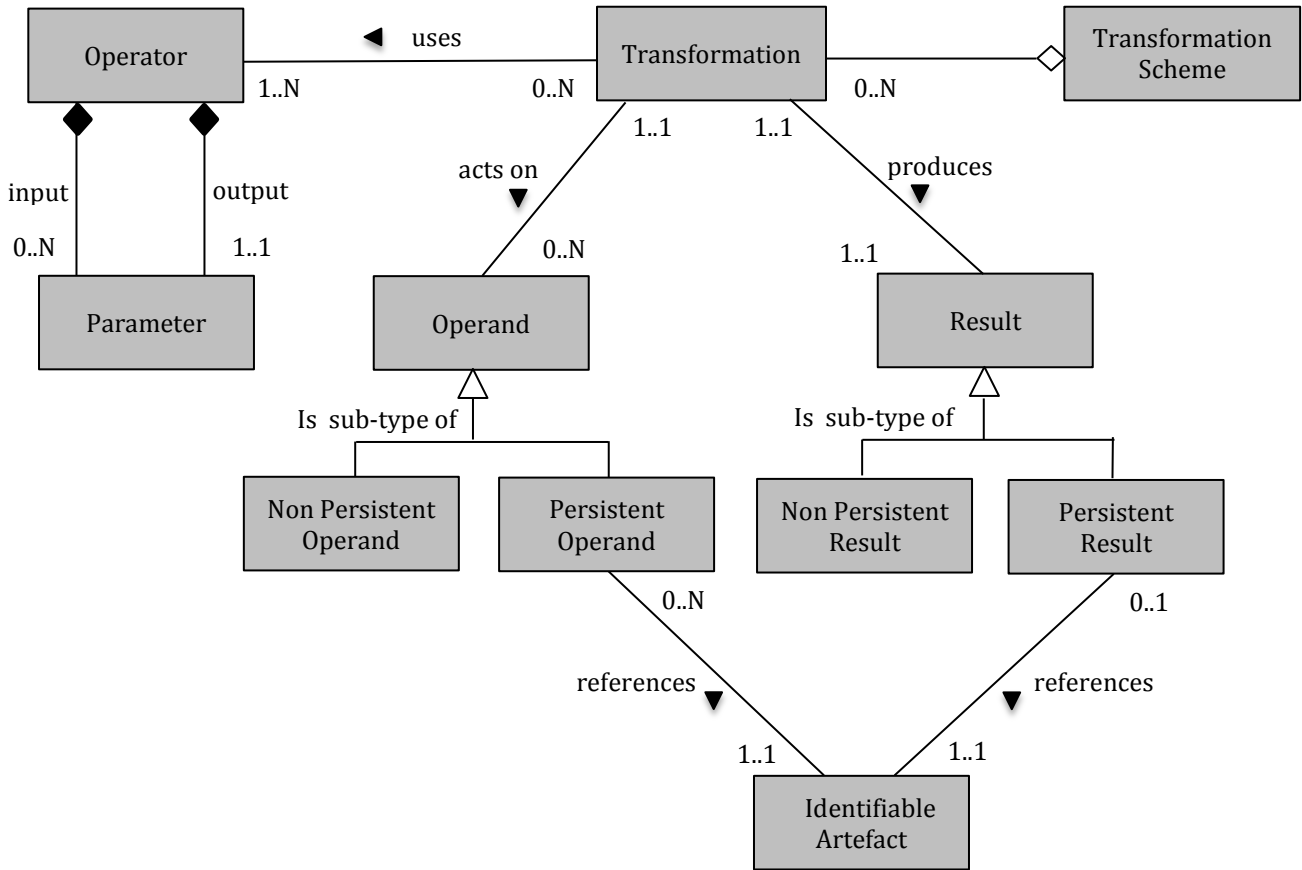 Operator
uses
Transformation
Transformation
Scheme
1..N
0..N
0..N
1..1
1..1
acts on
produces
input
output
0..N
1..1
0..N
1..1
Parameter
Operand
Result
Is sub-type of
Is sub-type of
Non Persistent
Operand
Persistent
Operand
Non Persistent
Result
Persistent
Result
0..N
0..1
references
references
1..1
1..1
Identifiable
Artefact